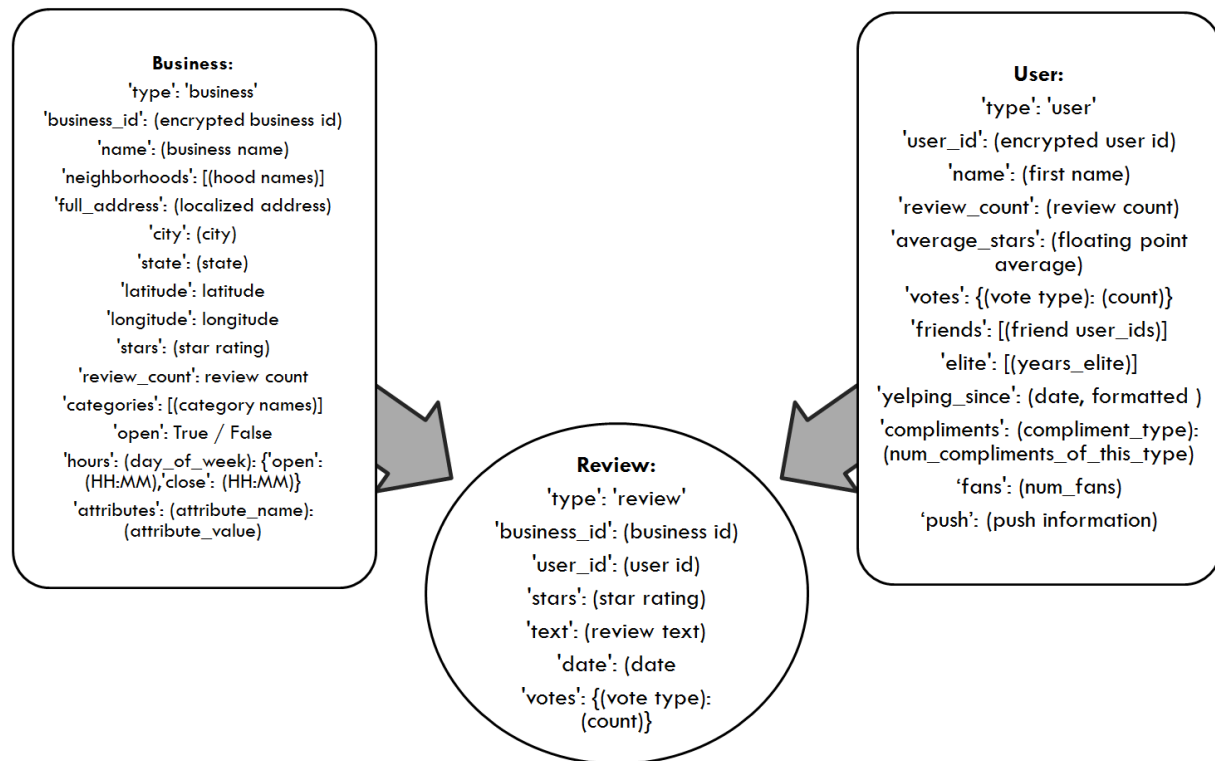 Business:
'type': 'business'
'business_id': (encrypted business id)
'name': (business name)
'neighborhoods': [(hood names)]
'full_address': (localized address)
'city': (city)
'state': (state)
'latitude': latitude
'longitude': longitude
'stars': (star rating)
'review_count': review count
'categories': [(category names)]
'open': True / False
'hours': (day_of_week): {'open':
(HH:MM),'close': (HH:MM)}
'attributes': (attribute_name):
(attribute_value)
User:
'type': 'user'
'user_id': (encrypted user id)
'name': (first name)
'review_count': (review count)
'average_stars': (floating point
average)
'votes': {(vote type): (count)}
'friends': [(friend user_ids)]
'elite': [(years_elite)]
'yelping_since': (date, formatted )
'compliments': (compliment_type):
(num_compliments_of_this_type)
‘fans’: (num_fans)
‘push’: (push information)
Review:
'type': 'review'
'business_id': (business id)
'user_id': (user id)
'stars': (star rating)
'text': (review text)
'date': (date
'votes': {(vote type):
(count)}